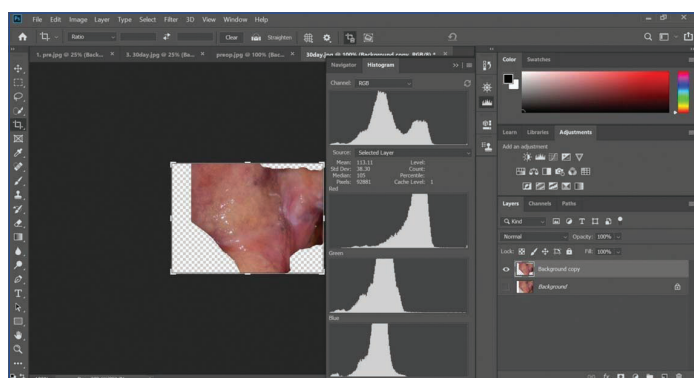 Ps File Edit Image Layer Type Select Filter 3D View Window Help
Ratio Clear Straighten
1. pre.jpg @ 25% (Back... × 3. 30day.jpg @ 25% (Ba... × preop.jpg @ 100% (Bac... × 30day.jpg @ 100% (Background copy, RGB/8) * ×
Navigator Histogram
Channel: RGB
Source: Selected Layer
Mean: 113.11 Level:
Std Dev: 38.30 Count:
Median: 105 Percentile:
Pixels: 92881 Cache Level: 1
Red
Green
Blue
Color Swatches
Learn Libraries Adjustments
Add an adjustment
Layers Channels Paths
Kind
Normal Opacity: 100%
Lock: Fill: 100%
Background copy
Background
fx